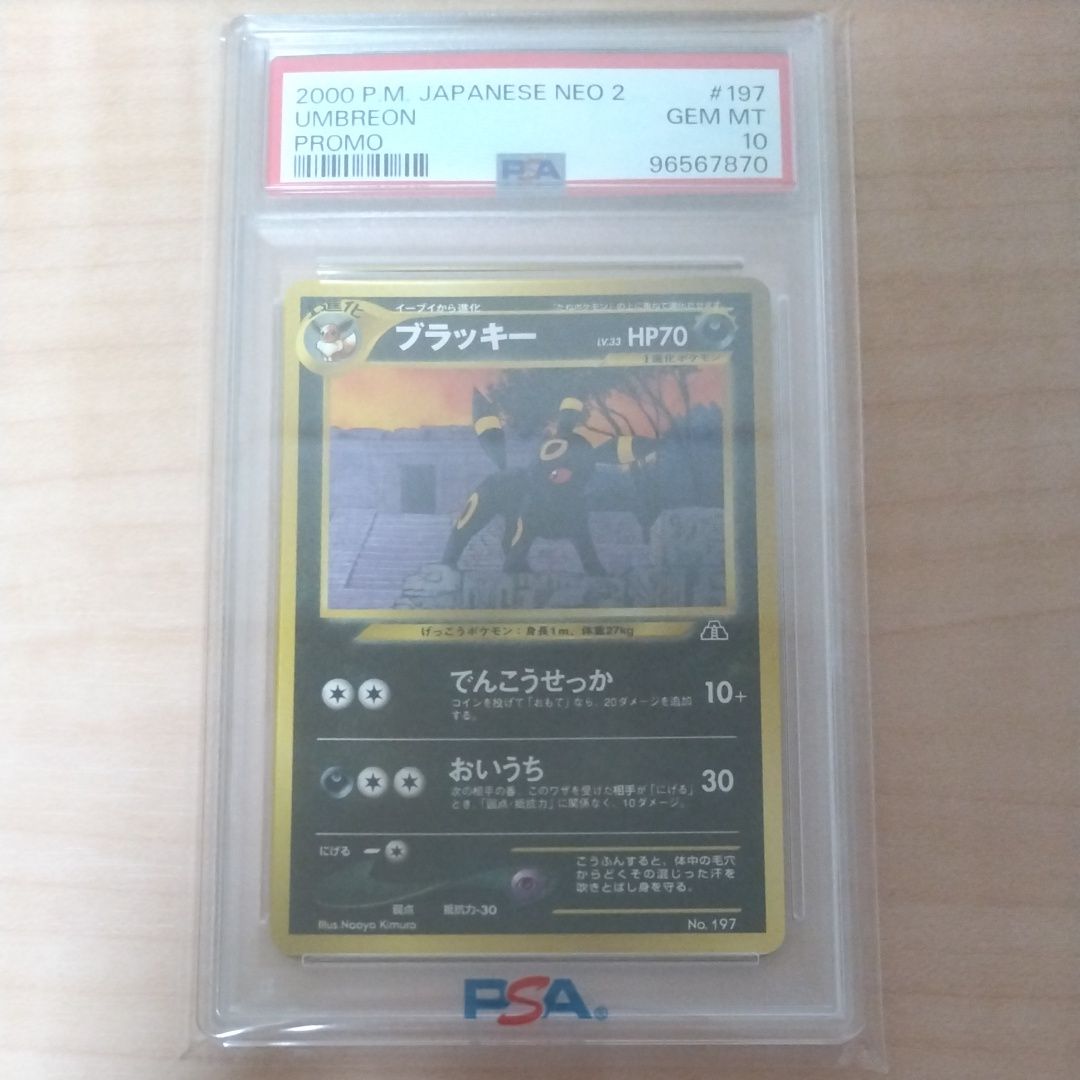 2000 P.M. JAPANESE NEO 2 #197
UMBREON GEM MT
PROMO 10
96567870
PSA
進化 イーブイから進化
ブラッキー LV.33 HP70
1進化ポケモン
げっこうポケモン:身長1m、体重27kg
でんこうせっか 10+
コインを投げて「おもて」なら、20ダメージを追加
する。
おいうち 30
次の相手の番、このワザを受けた相手が「にげる」
とき、「弱点・抵抗力」に関係なく、10ダメージ。
にげる
こうふんすると、体中の毛穴
からどくその混じった汗を
吹きとばし身を守る。
弱点 抵抗力-30
Illus. Naoyo Kimura No. 197
PSA®